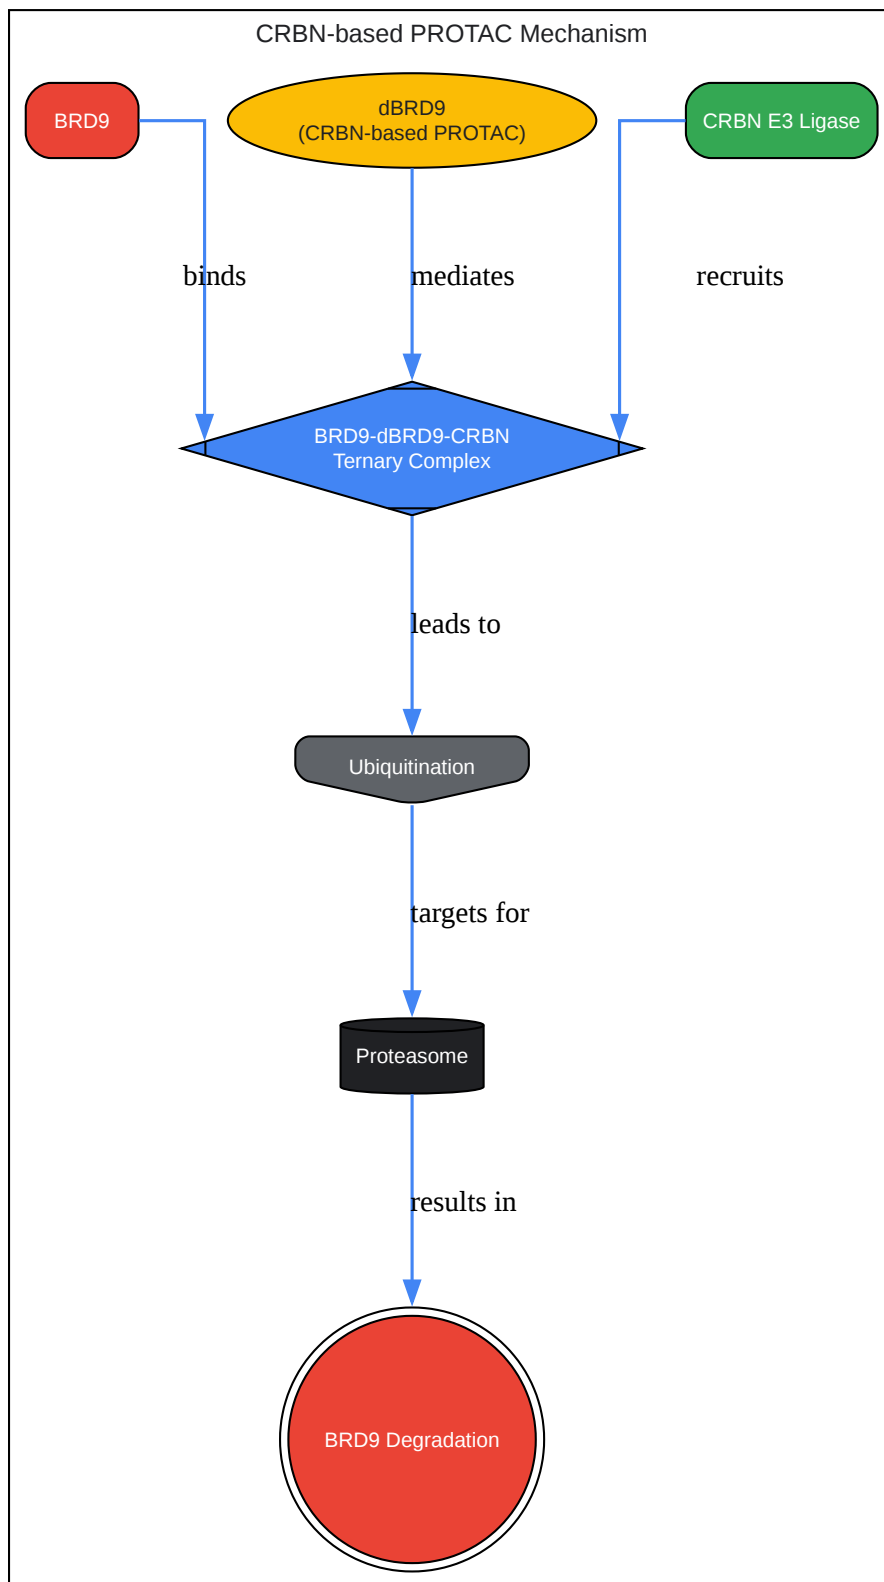 CRBN-based PROTAC Mechanism
BRD9
dBRD9
(CRBN-based PROTAC)
CRBN E3 Ligase
binds
mediates
recruits
BRD9-dBRD9-CRBN
Ternary Complex
leads to
Ubiquitination
targets for
Proteasome
results in
BRD9 Degradation